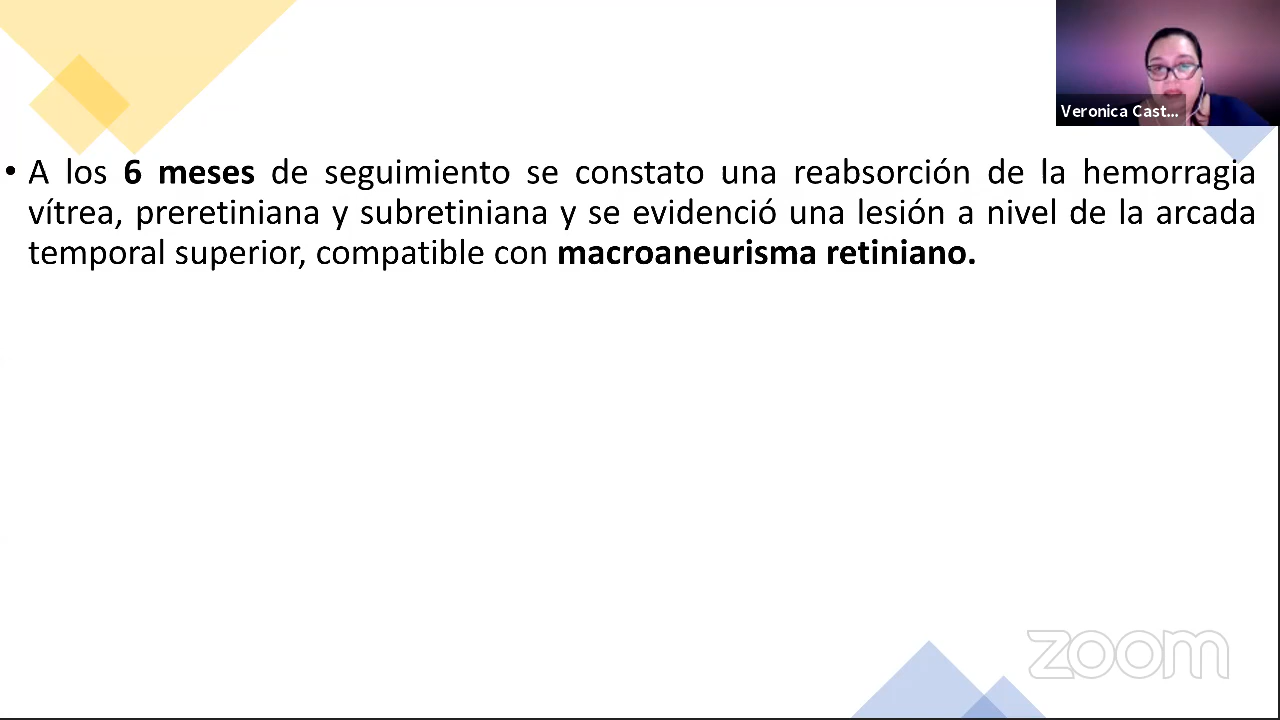 Veronica Cast...
• A los 6 meses de seguimiento se constato una reabsorción de la hemorragia
vítrea, preretiniana y subretiniana y se evidenció una lesión a nivel de la arcada
temporal superior, compatible con macroaneurisma retiniano.
zoom